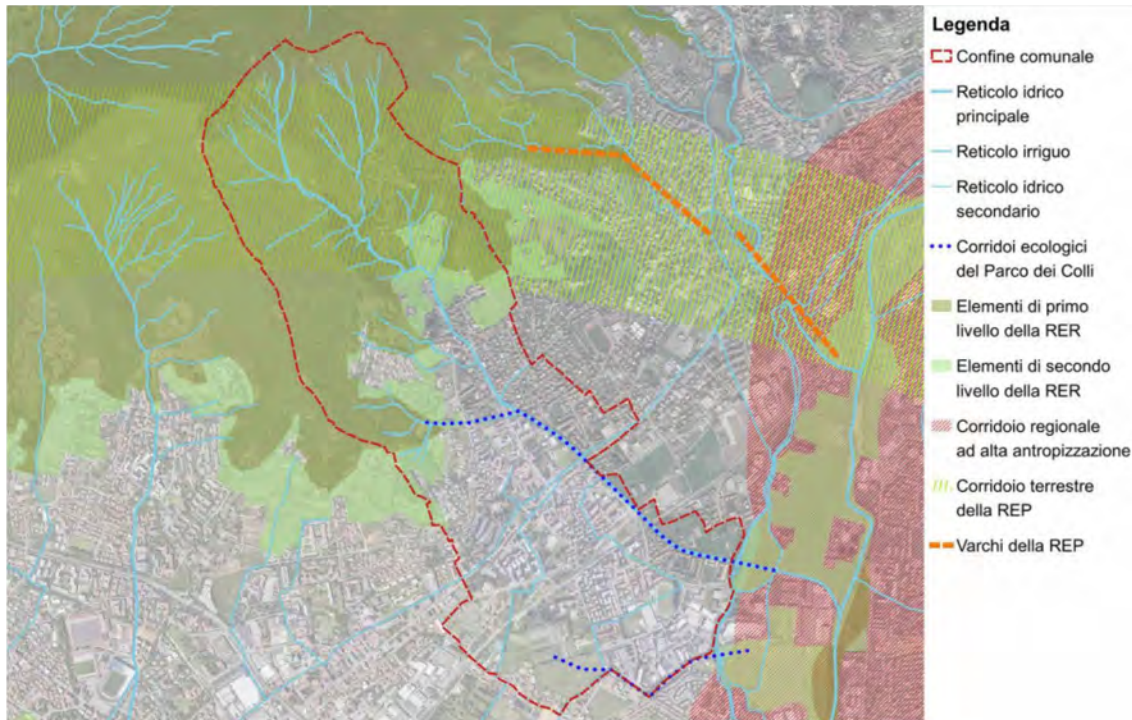 Legenda
Confine comunale
Reticolo idrico
principale
Reticolo irriguo
Reticolo idrico
secondario
Corridoi ecologici
del Parco dei Colli
Elementi di primo
livello della RER
Elementi di secondo
livello della RER
Corridoio regionale
ad alta antropizzazione
Corridoio terrestre
della REP
Varchi della REP